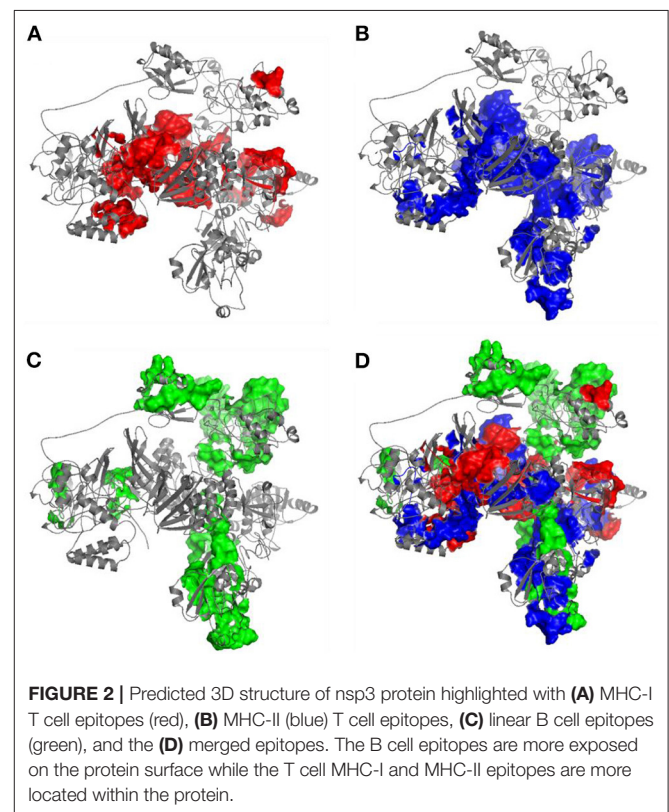 A
B
C
D
FIGURE 2 | Predicted 3D structure of nsp3 protein highlighted with (A) MHC-I
T cell epitopes (red), (B) MHC-II (blue) T cell epitopes, (C) linear B cell epitopes
(green), and the (D) merged epitopes. The B cell epitopes are more exposed
on the protein surface while the T cell MHC-I and MHC-II epitopes are more
located within the protein.